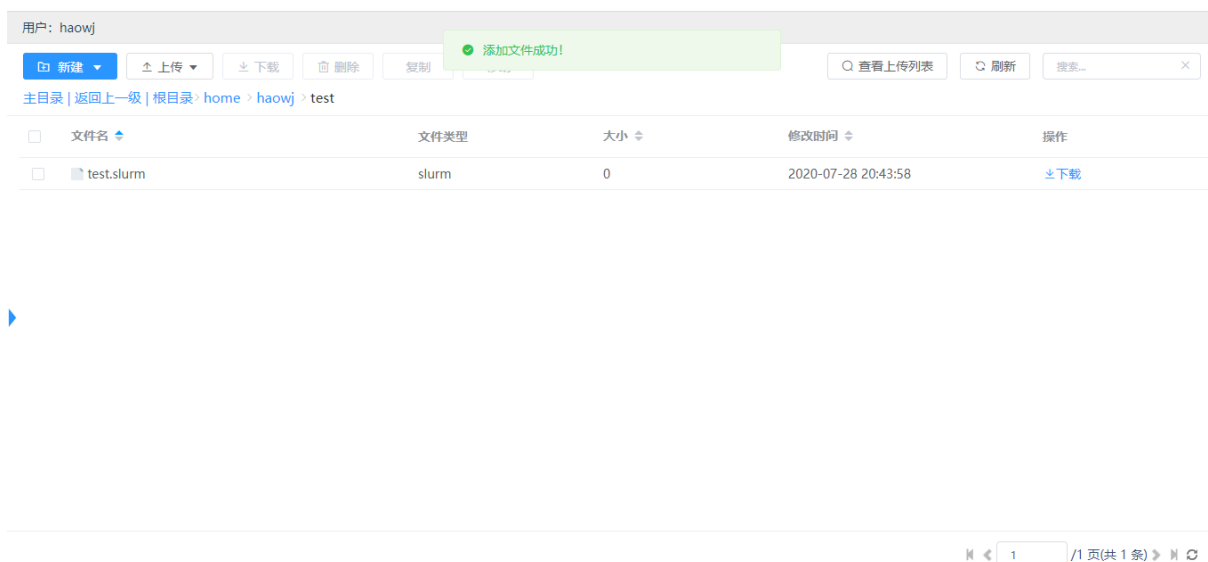 用户：haowj
添加文件成功！
新建 上传 下载 删除 复制 查看上传列表 刷新 搜索...
主目录 | 返回上一级 | 根目录 > home > haowj > test
文件名 文件类型 大小 修改时间 操作
test.slurm slurm 0 2020-07-28 20:43:58 下载
1 /1 页(共 1 条)